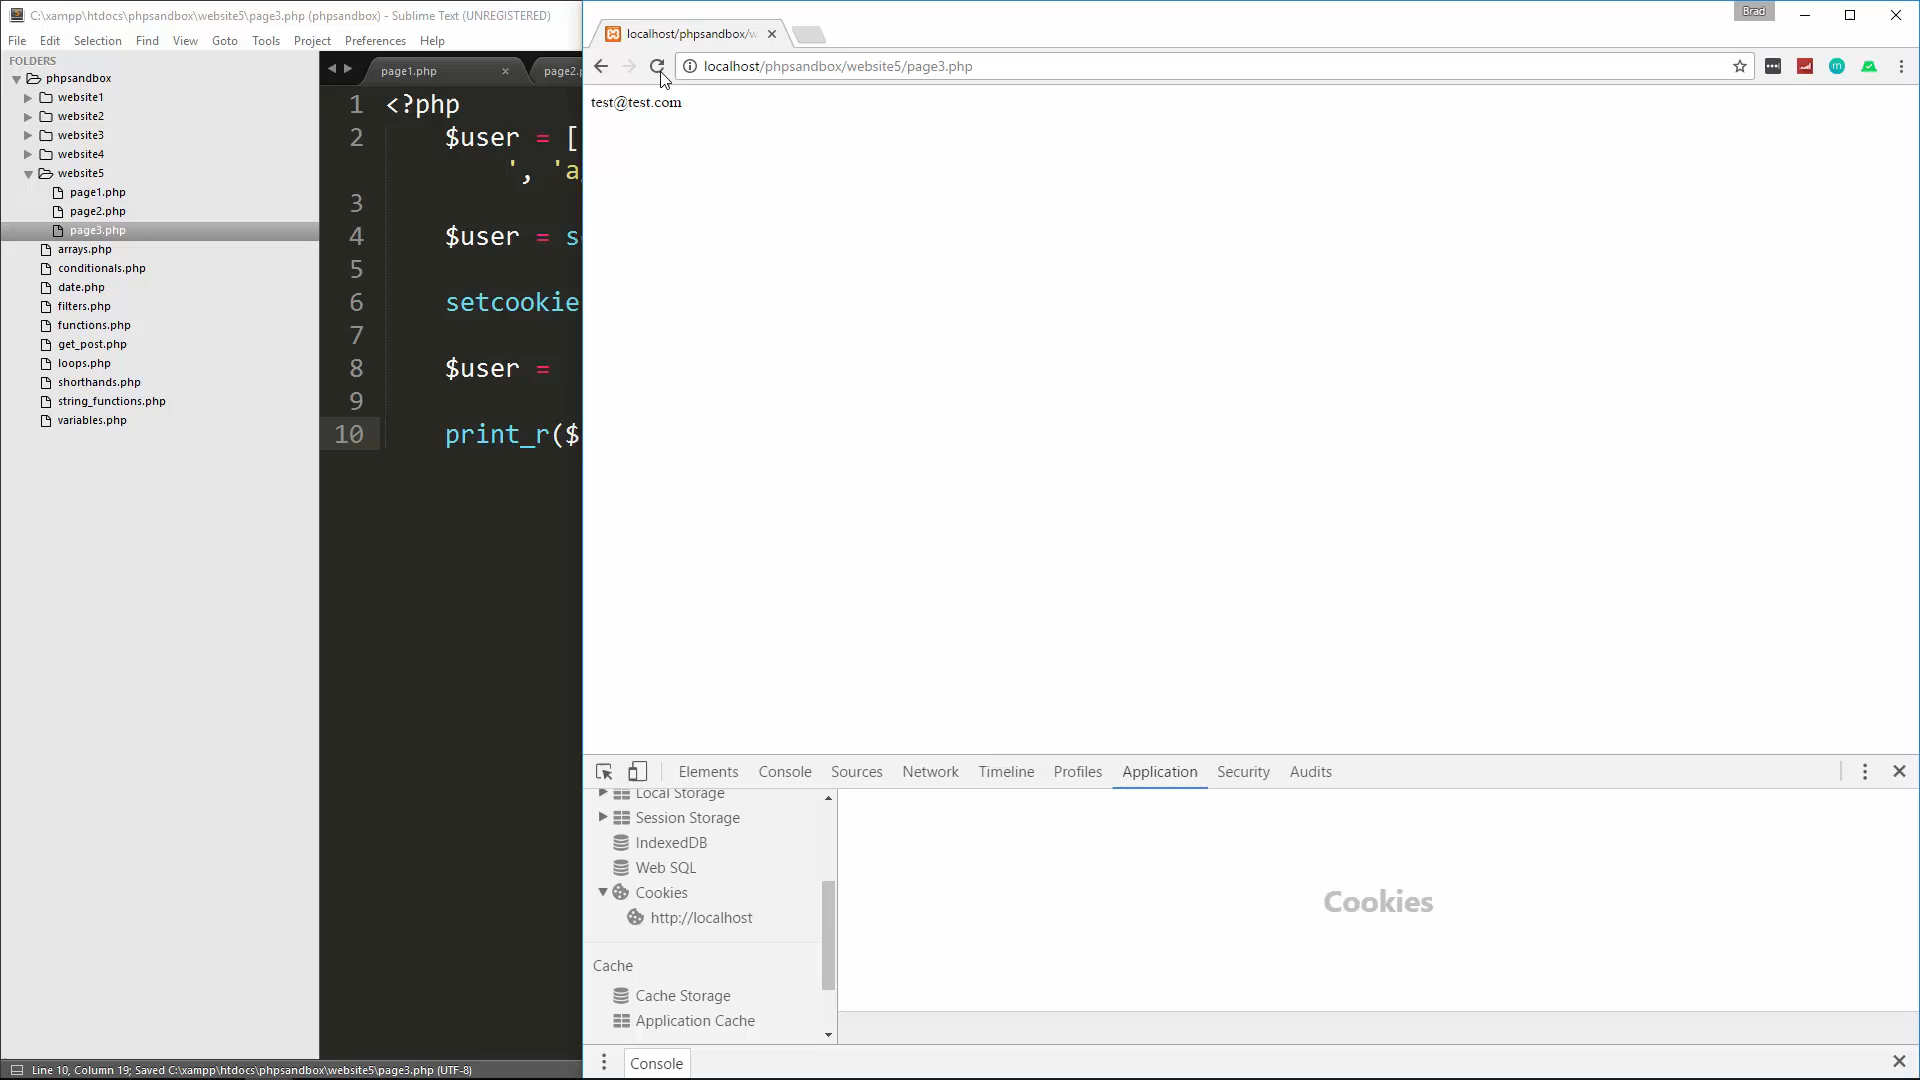 C:\xampp\htdocs\phpsandbox\website5\page3.php (phpsandbox) - Sublime Text (UNREGISTERED)
File Edit Selection Find View Goto Tools Project Preferences Help
FOLDERS
phpsandbox
website1
website2
website3
website4
website5
page1.php
page2.php
page3.php
arrays.php
conditionals.php
date.php
filters.php
functions.php
get_post.php
loops.php
shorthands.php
string_functions.php
variables.php
page1.php × page2.
1 <?php
2 $user = [
', 'a
3
4 $user = s
5
6 setcookie
7
8 $user =
9
10 print_r($
Line 10, Column 19; Saved C:\xampp\htdocs\phpsandbox\website5\page3.php (UTF-8)
Brad
localhost/phpsandbox/w
localhost/phpsandbox/website5/page3.php
test@test.com
Elements Console Sources Network Timeline Profiles Application Security Audits
Local Storage
Session Storage
IndexedDB
Web SQL
Cookies
http://localhost
Cache
Cache Storage
Application Cache
Cookies
Console